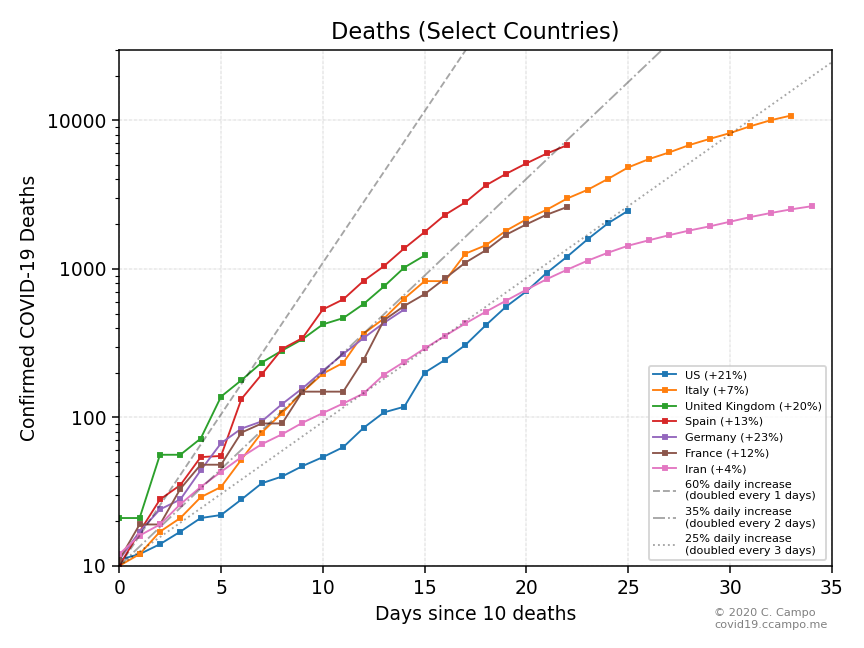 Deaths (Select Countries)
Confirmed COVID-19 Deaths
10000
1000
100
10
US (+21%)
Italy (+7%)
United Kingdom (+20%)
Spain (+13%)
Germany (+23%)
France (+12%)
Iran (+4%)
60% daily increase
(doubled every 1 days)
35% daily increase
(doubled every 2 days)
25% daily increase
(doubled every 3 days)
0 5 10 15 20 25 30 35
Days since 10 deaths
© 2020 C. Campo
covid19.ccampo.me